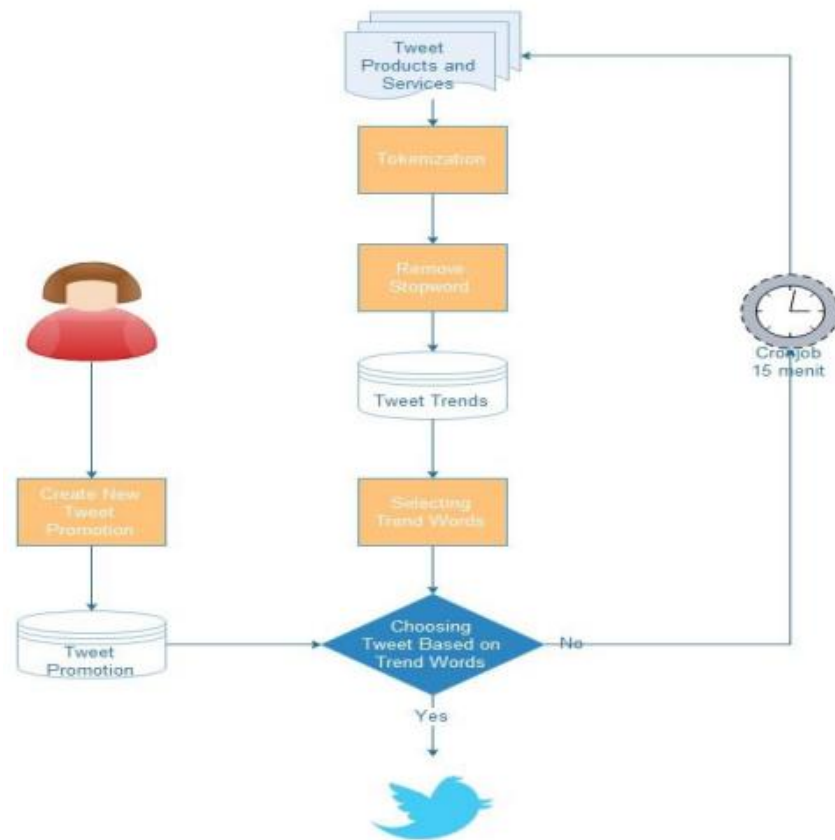 Tweet
Products and
Services
Tokenization
Remove
Stopword
Tweet Trends
Selecting
Trend Words
Choosing
Tweet Based on
Trend Words
No
Yes
Create New
Tweet
Promotion
Tweet
Promotion
Cronjob
15 menit